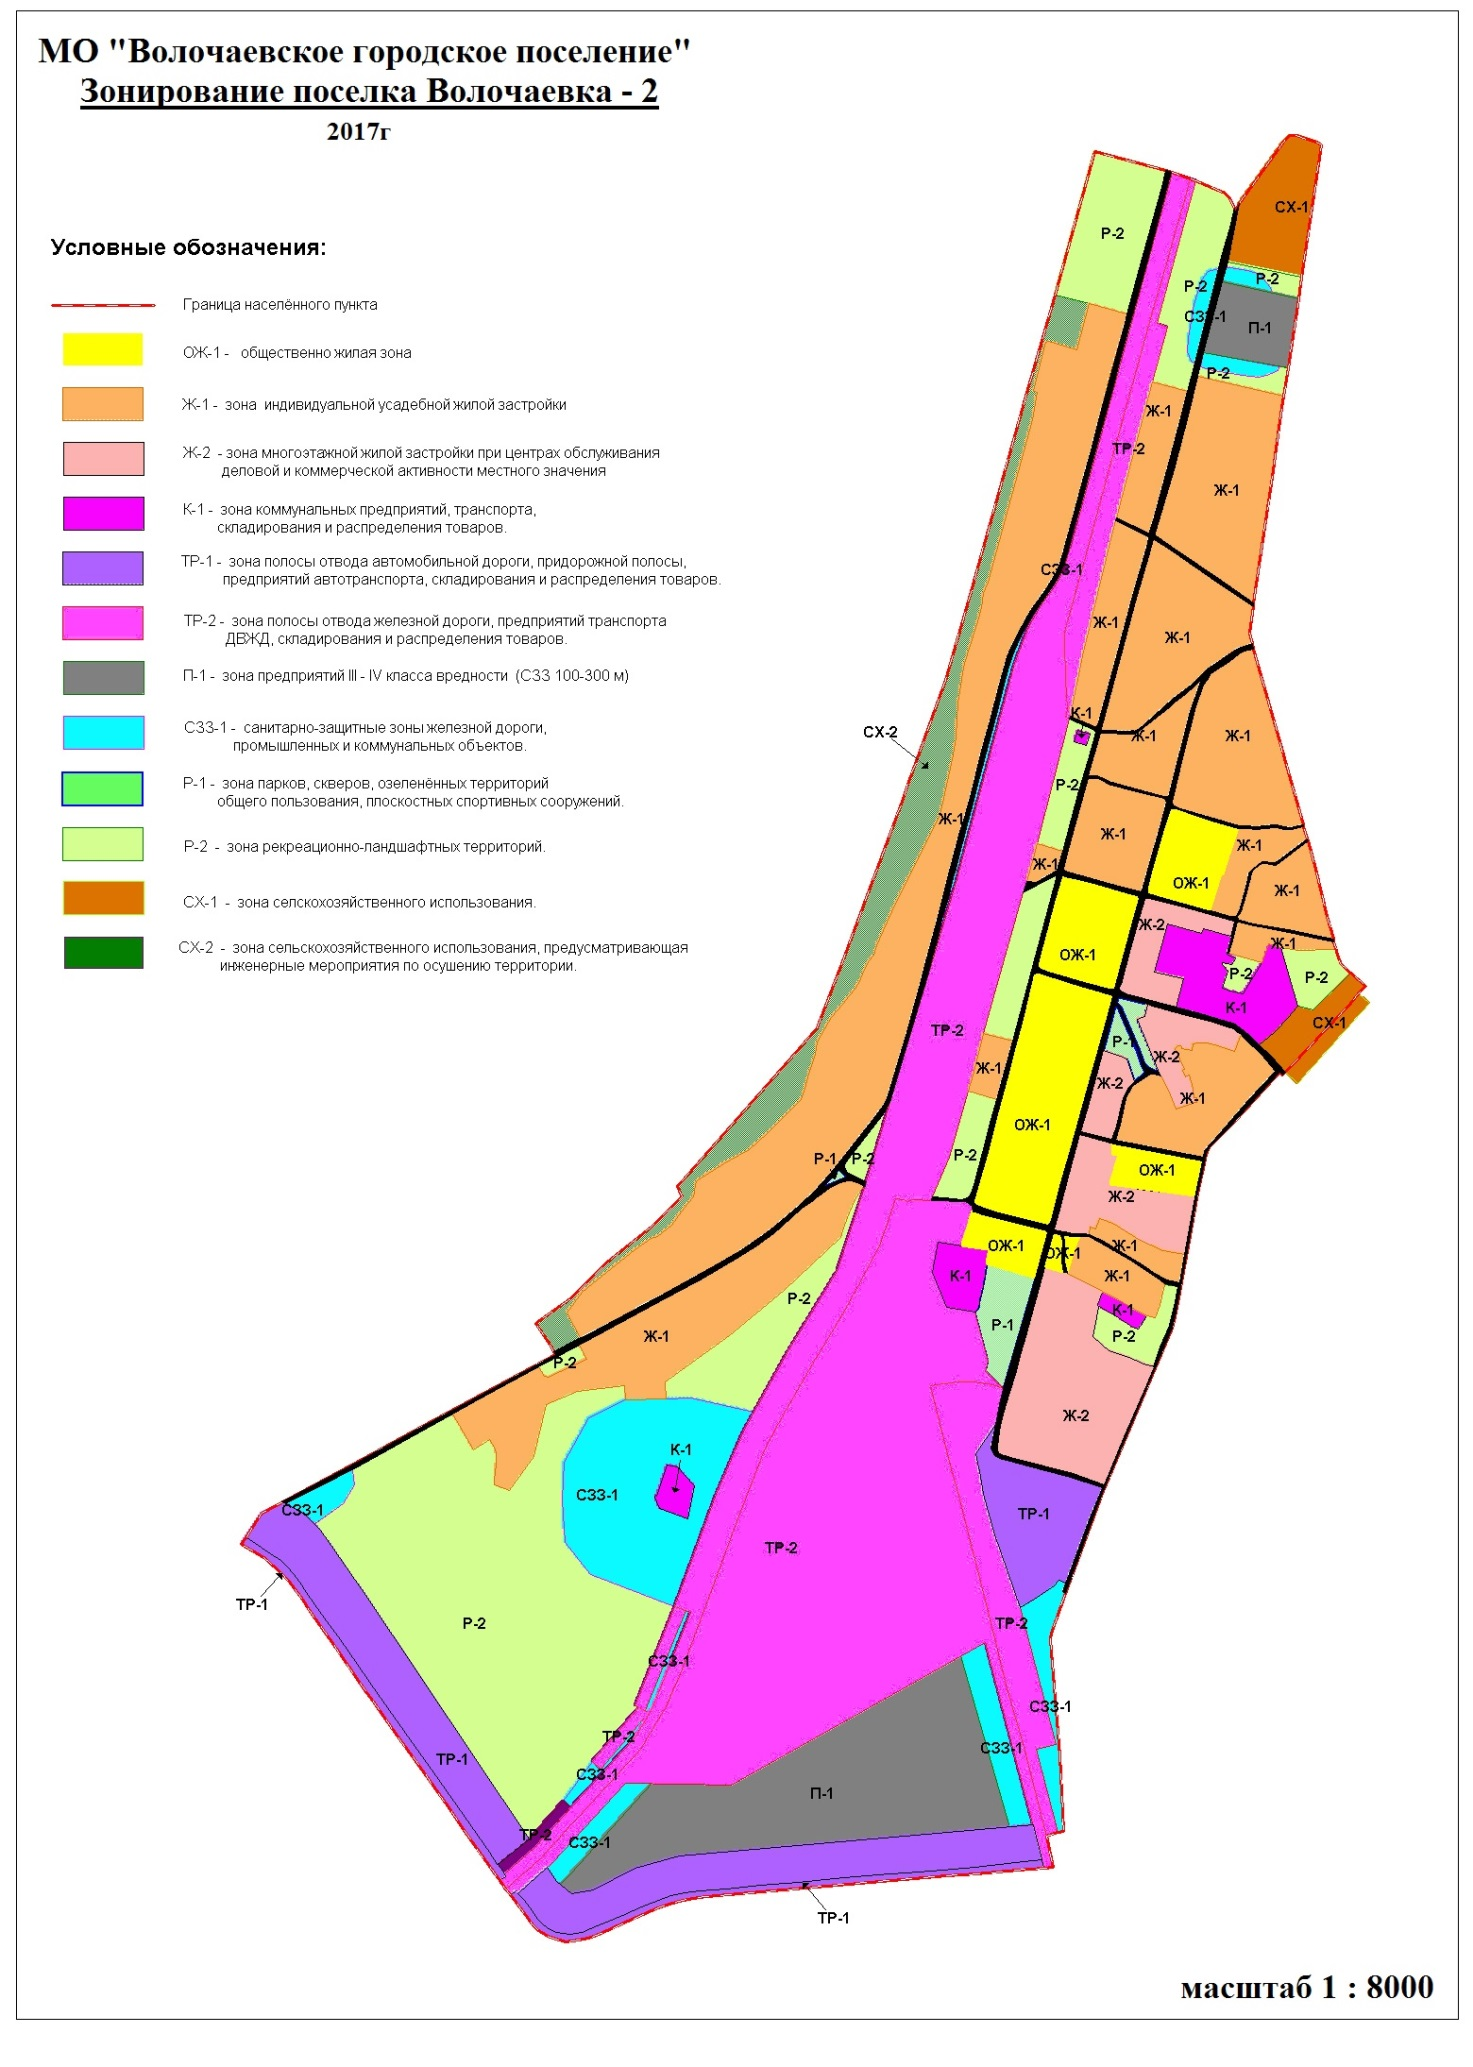 МО "Волочаевское городское поселение"
Зонирование поселка Волочаевка - 2
2017г
Условные обозначения:
Граница населённого пункта
ОЖ-1 - общественно жилая зона
Ж-1 - зона индивидуальной усадебной жилой застройки
Ж-2 - зона многоэтажной жилой застройки при центрах обслуживания
деловой и коммерческой активности местного значения
К-1 - зона коммунальных предприятий, транспорта,
складирования и распределения товаров.
ТР-1 - зона полосы отвода автомобильной дороги, придорожной полосы,
предприятий автотранспорта, складирования и распределения товаров.
ТР-2 - зона полосы отвода железной дороги, предприятий транспорта
ДВЖД, складирования и распределения товаров.
П-1 - зона предприятий III - IV класса вредности (СЗЗ 100-300 м)
СЗЗ-1 - санитарно-защитные зоны железной дороги,
промышленных и коммунальных объектов.
Р-1 - зона парков, скверов, озеленённых территорий
общего пользования, плоскостных спортивных сооружений.
Р-2 - зона рекреационно-ландшафтных территорий.
СХ-1 - зона селскохозяйственного использования.
СХ-2 - зона сельскохозяйственного использования, предусматривающая
инженерные мероприятия по осушению территории.
СХ-1
Р-2
Р-2
Р-2
СЗЗ-1
П-1
Р-2
Ж-1
ТР-2
Ж-1
СЗЗ-1
Ж-1
Ж-1
К-1
СХ-2
Ж-1
Ж-1
Р-2
Ж-1
Ж-1
Ж-1
Ж-1
ОЖ-1
Ж-1
Ж-2
Ж-1
ОЖ-1
Р-2
Р-2
К-1
СХ-1
ТР-2
Р-1
Ж-2
Ж-1
Ж-2
Ж-1
ОЖ-1
Р-2
Р-1
Р-2
ОЖ-1
Ж-2
ОЖ-1
ОЖ-1
Ж-1
К-1
Ж-1
Р-2
К-1
Р-1
Ж-1
Р-2
Р-2
Ж-2
К-1
СЗЗ-1
СЗЗ-1
ТР-1
ТР-2
ТР-1
Р-2
ТР-2
СЗЗ-1
СЗЗ-1
ТР-2
СЗЗ-1
ТР-1
СЗЗ-1
П-1
ТР-2
СЗЗ-1
ТР-1
масштаб 1 : 8000